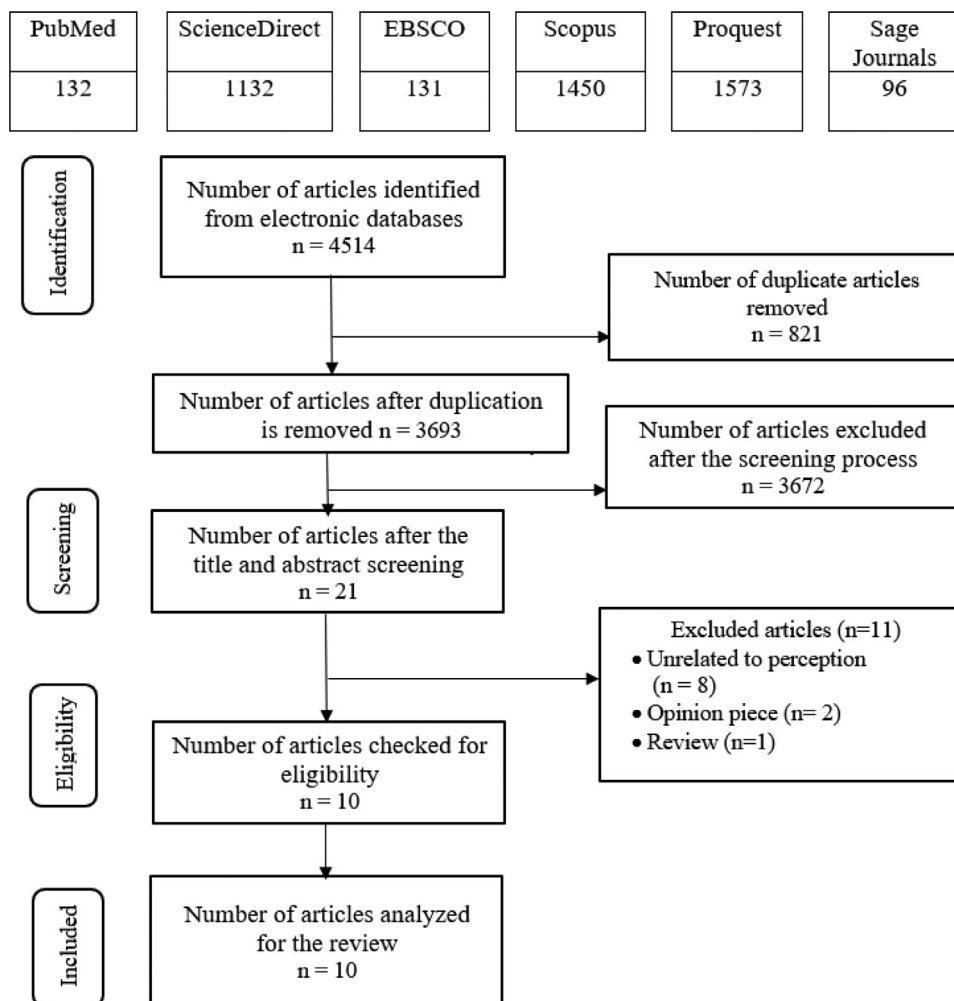 PubMed
132
ScienceDirect
1132
EBSCO
131
Scopus
1450
Proquest
1573
Sage
Journals
96
Identification
Number of articles identified
from electronic databases
n = 4514
Number of duplicate articles
removed
n = 821
Number of articles after duplication
is removed n = 3693
Number of articles excluded
after the screening process
n = 3672
Screening
Number of articles after the
title and abstract screening
n = 21
Excluded articles (n=11)
• Unrelated to perception
(n = 8)
• Opinion piece (n= 2)
• Review (n=1)
Eligibility
Number of articles checked for
eligibility
n = 10
Included
Number of articles analyzed
for the review
n = 10